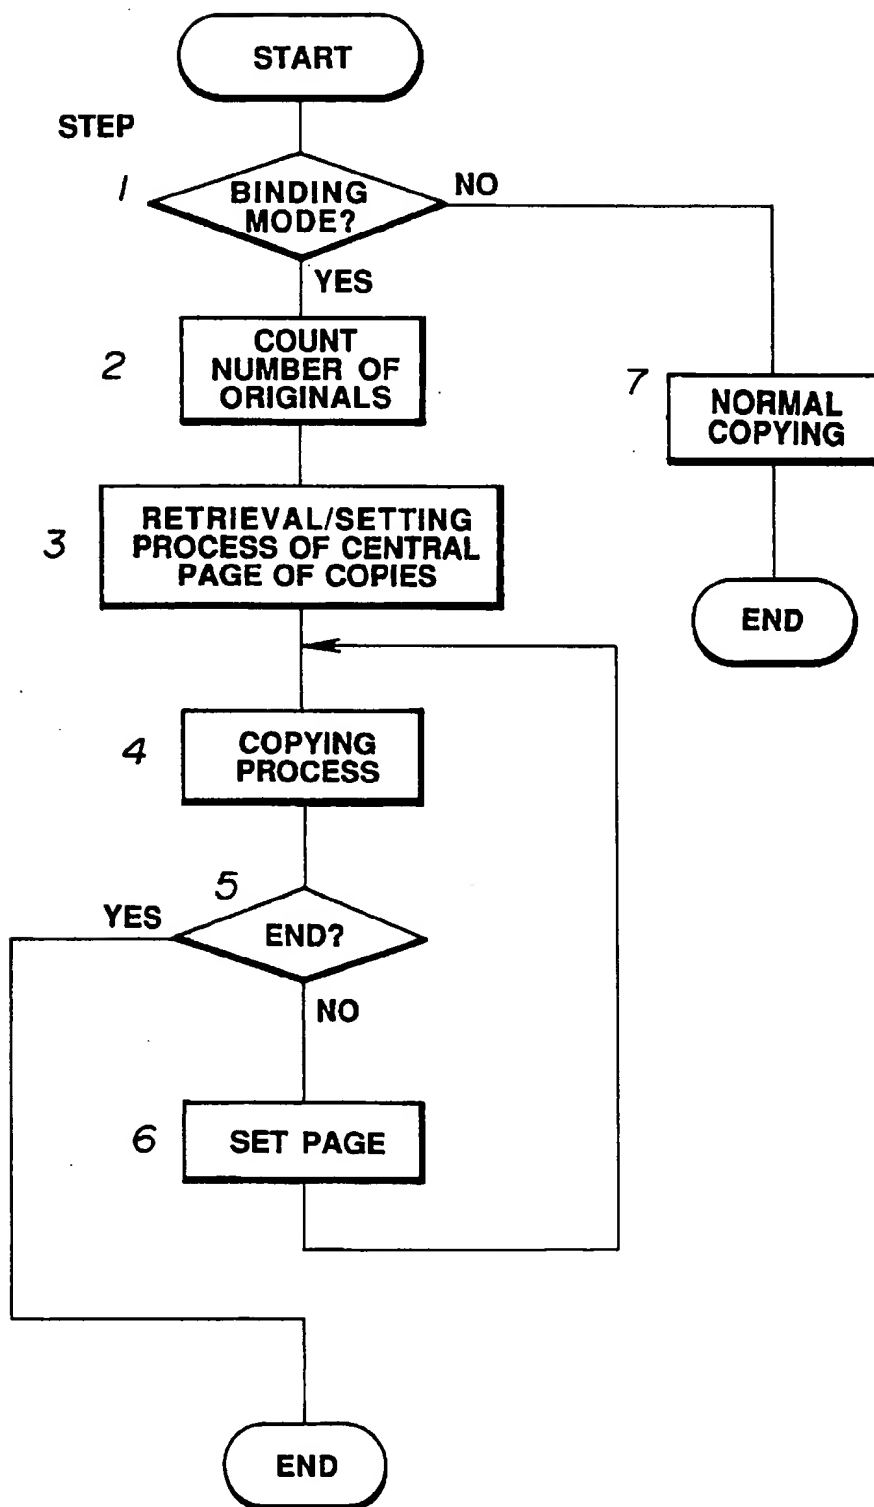 START
STEP
1
BINDING
MODE?
NO
YES
2
COUNT
NUMBER OF
ORIGINALS
7
NORMAL
COPYING
3
RETRIEVAL/SETTING
PROCESS OF CENTRAL
PAGE OF COPIES
END
4
COPYING
PROCESS
5
YES
END?
NO
6
SET PAGE
END